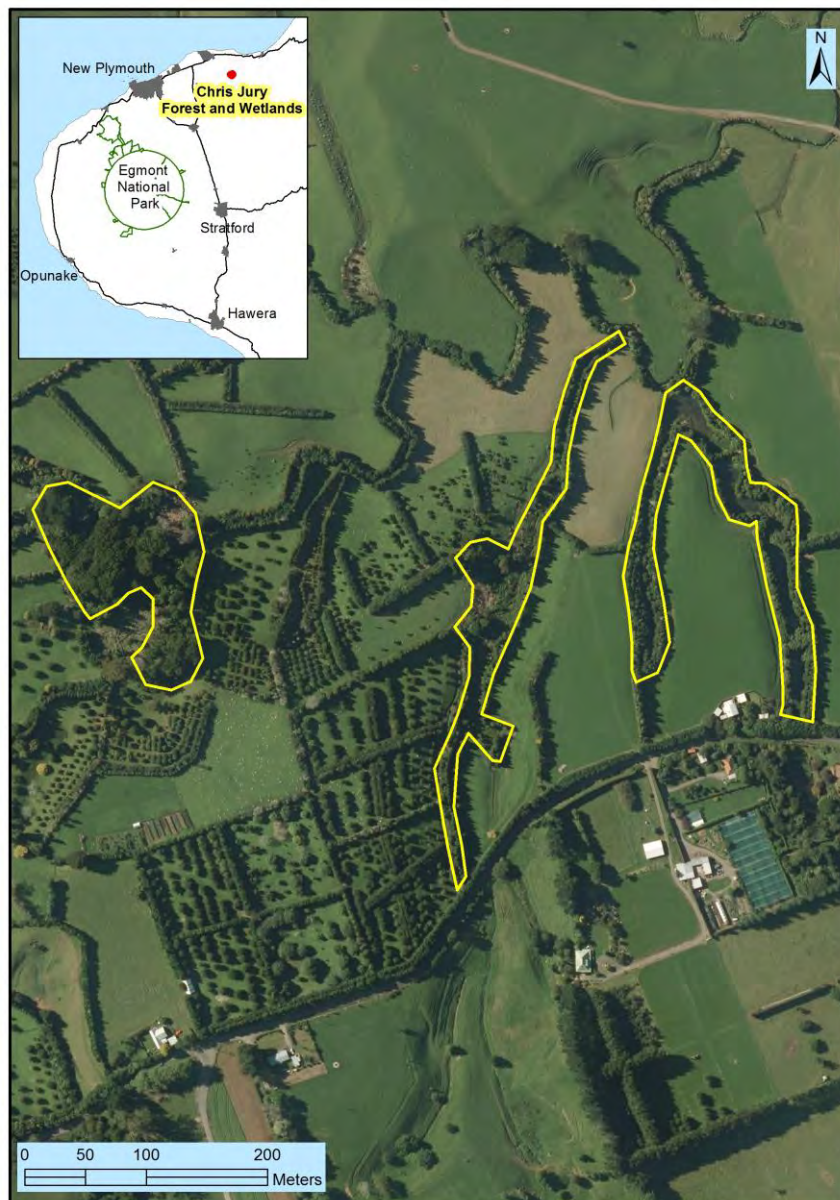 New Plymouth
Chris Jury
Forest and Wetlands
Egmont
National
Park
Stratford
Opunake
Hawera
N
0 50 100 200
Meters